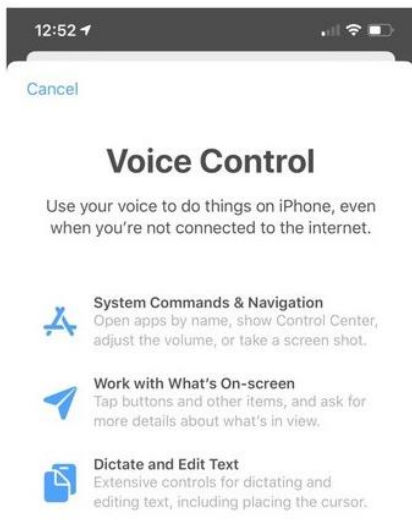 12:52
Cancel
Voice Control
Use your voice to do things on iPhone, even
when you're not connected to the internet.
System Commands & Navigation
Open apps by name, show Control Center,
adjust the volume, or take a screen shot.
Work with What's On-screen
Tap buttons and other items, and ask for
more details about what's in view.
Dictate and Edit Text
Extensive controls for dictating and
editing text, including placing the cursor.